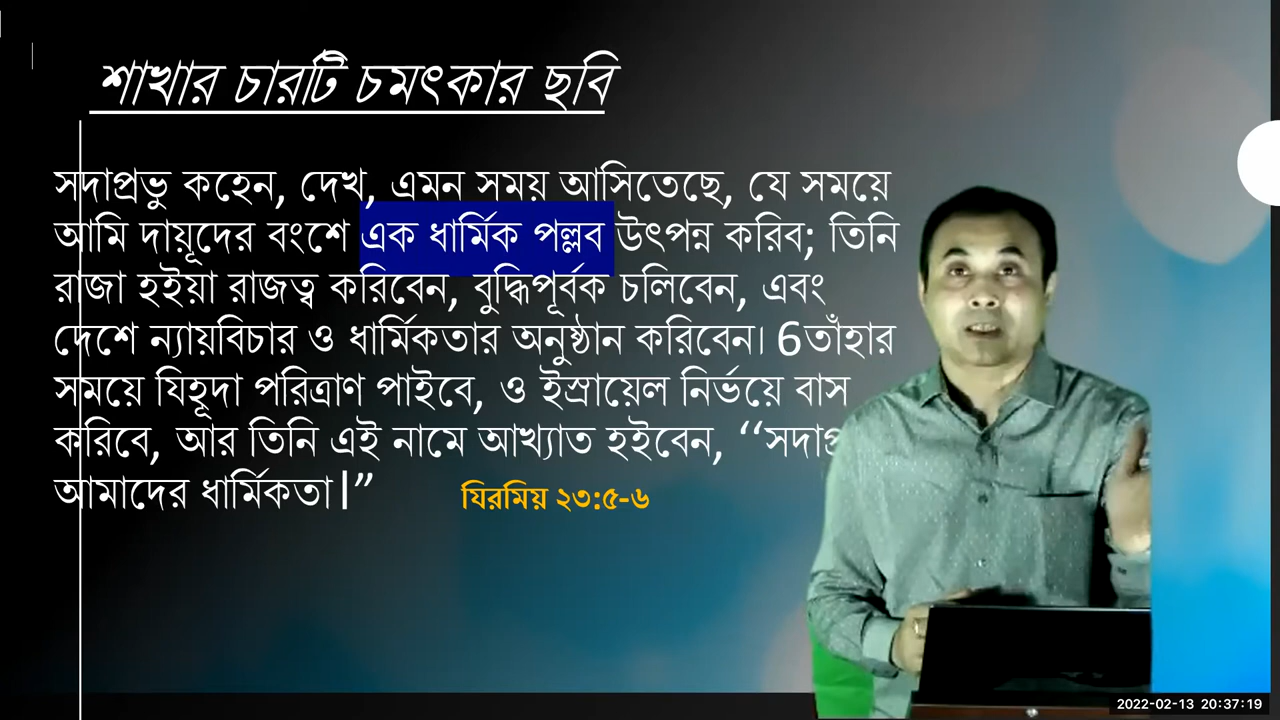 শাখার চারটি চমৎকার ছবি
সদাপ্রভু কহেন, দেখ, এমন সময় আসিতেছে, যে সময়ে
আমি দায়ূদের বংশে এক ধার্মিক পল্লব উৎপন্ন করিব; তিনি
রাজা হইয়া রাজত্ব করিবেন, বুদ্ধিপূর্বক চলিবেন, এবং
দেশে ন্যায়বিচার ও ধার্মিকতার অনুষ্ঠান করিবেন। 6তাঁহার
সময়ে যিহূদা পরিত্রাণ পাইবে, ও ইস্রায়েল নির্ভয়ে বাস
করিবে, আর তিনি এই নামে আখ্যাত হইবেন, ‘‘
আমাদের ধার্মিকতা|”
যিরমিয় ২৩:৫-৬
2022-02-13 20:37:19